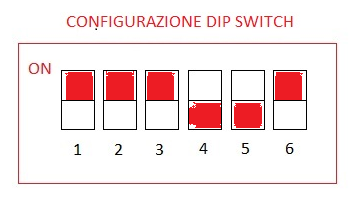 CONFIGURAZIONE DIP SWITCH
ON
1 2 3 4 5 6